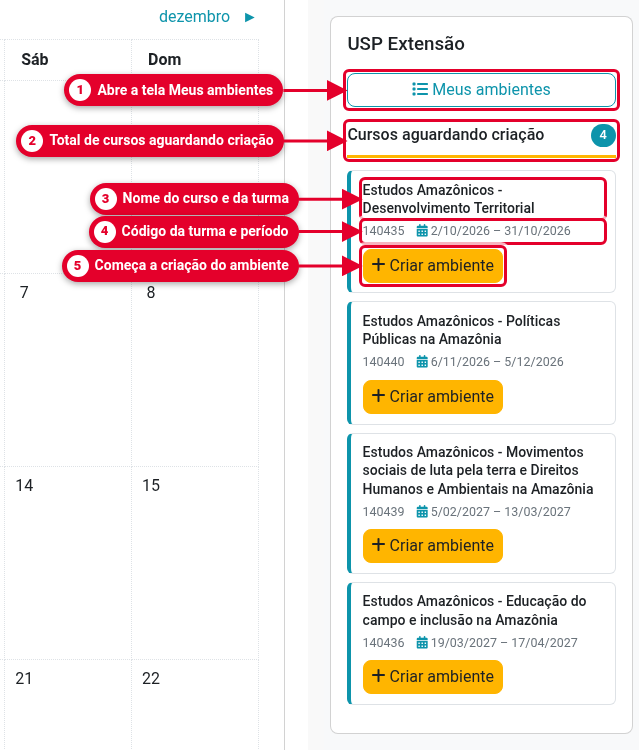 dezembro ►
Sáb Dom
7 8
14 15
21 22
1 Abre a tela Meus ambientes
2 Total de cursos aguardando criação
3 Nome do curso e da turma
4 Código da turma e período
5 Começa a criação do ambiente
USP Extensão
Meus ambientes
Cursos aguardando criação 4
Estudos Amazônicos -
Desenvolvimento Territorial
140435 2/10/2026 – 31/10/2026
+ Criar ambiente
Estudos Amazônicos - Políticas
Públicas na Amazônia
140440 6/11/2026 – 5/12/2026
+ Criar ambiente
Estudos Amazônicos - Movimentos
sociais de luta pela terra e Direitos
Humanos e Ambientais na Amazônia
140439 5/02/2027 – 13/03/2027
+ Criar ambiente
Estudos Amazônicos - Educação do
campo e inclusão na Amazônia
140436 19/03/2027 – 17/04/2027
+ Criar ambiente